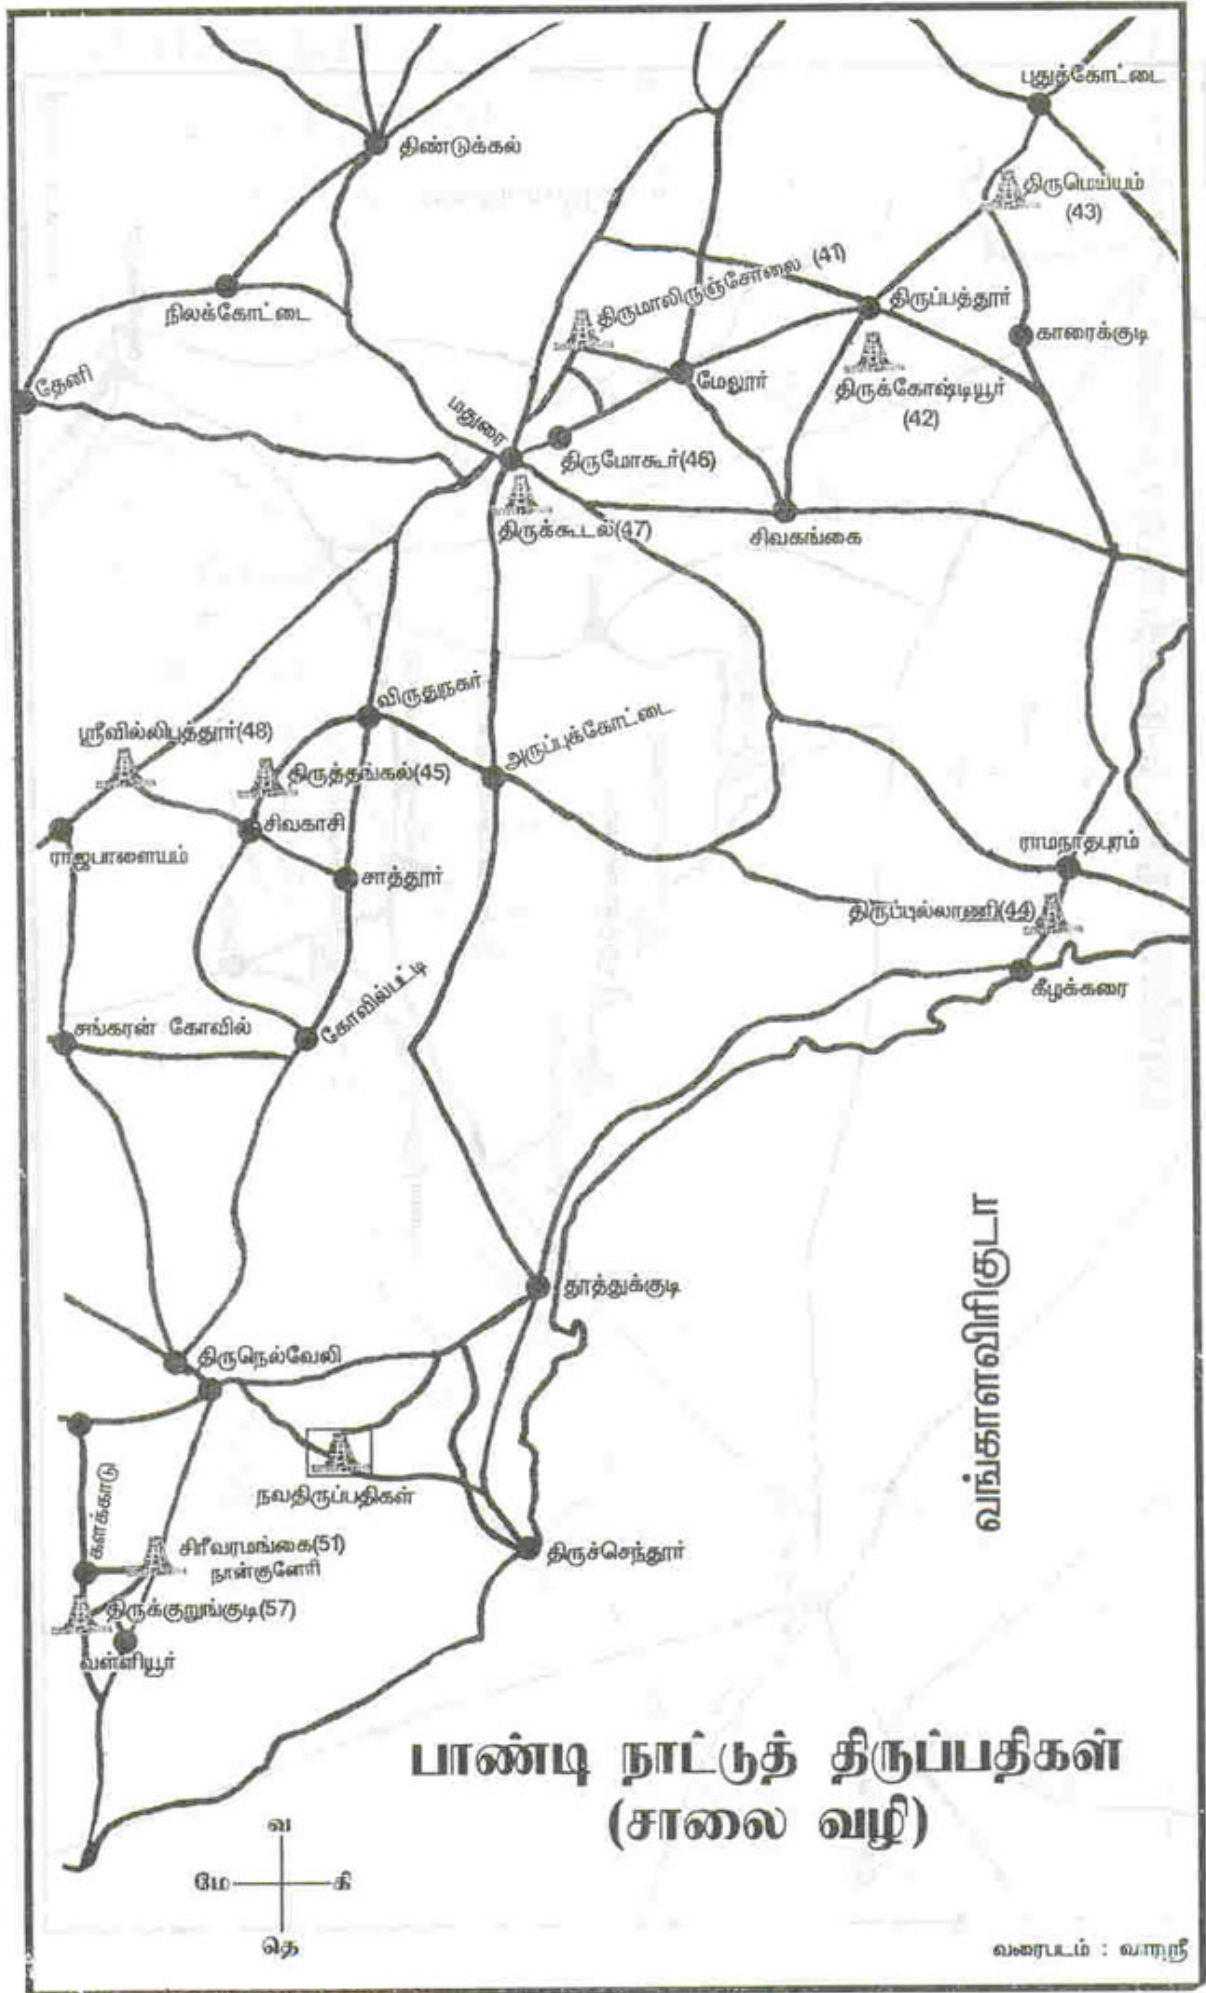 புதுக்கோட்டை
திண்டுக்கல்
திருமெய்யம்
(43)
திருமாலிருஞ்சோலை (41)
திருப்பத்தூர்
நிலக்கோட்டை
காரைக்குடி
தேனி
மேலூர்
திருக்கோஷ்டியூர்
(42)
மதுரை
திருமோகூர்(46)
திருக்கூடல்(47)
சிவகங்கை
விருதுநகர்
ஸ்ரீவில்லிபுத்தூர்(48)
அருப்புக்கோட்டை
திருத்தங்கல்(45)
சிவகாசி
ராஜபாளையம்
சாத்தூர்
ராமநாதபுரம்
திருப்புல்லாணி(44)
கீழக்கரை
சங்கரன் கோவில்
கோவில்பட்டி
வங்காளவிரிகுடா
தூத்துக்குடி
திருநெல்வேலி
நவதிருப்பதிகள்
களக்காடு
சிரீவரமங்கை(51)
நான்குனேரி
திருச்செந்தூர்
திருக்குறுங்குடி(57)
வள்ளியூர்
பாண்டி நாட்டுத் திருப்பதிகள்
(சாலை வழி)
வ
மே கி
தெ
வரைபடம் :